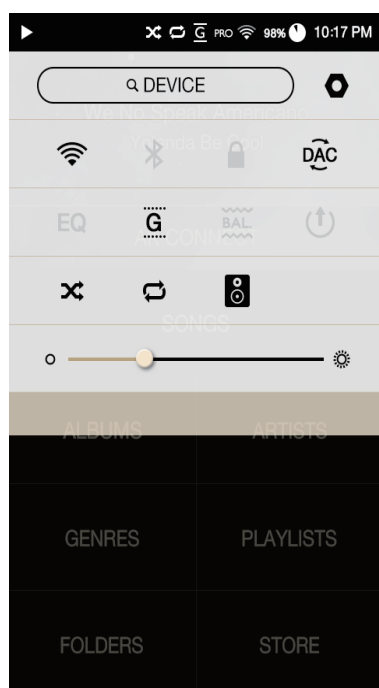 G PRO 98% 10:17 PM
DEVICE
We No Speak Americano
Yolanda Be Cool
DAC
EQ G BAL
SONGS
ALBUMS ARTISTS
GENRES PLAYLISTS
FOLDERS STORE